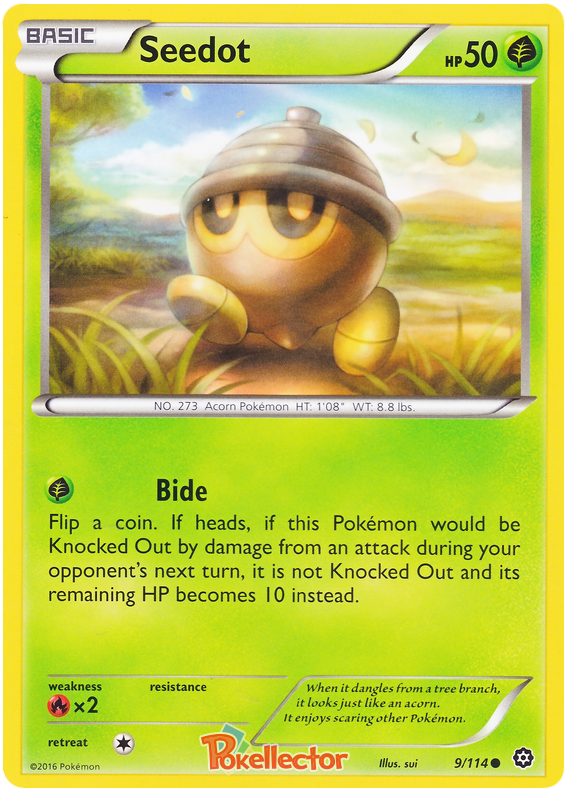 BASIC
Seedot
HP 50
NO. 273 Acorn Pokémon HT: 1'08" WT: 8.8 lbs.
Bide
Flip a coin. If heads, if this Pokémon would be
Knocked Out by damage from an attack during your
opponent's next turn, it is not Knocked Out and its
remaining HP becomes 10 instead.
weakness
resistance
×2
When it dangles from a tree branch,
it looks just like an acorn.
It enjoys scaring other Pokémon.
retreat
©2016 Pokémon
Pokellector
Illus. sui
9/114